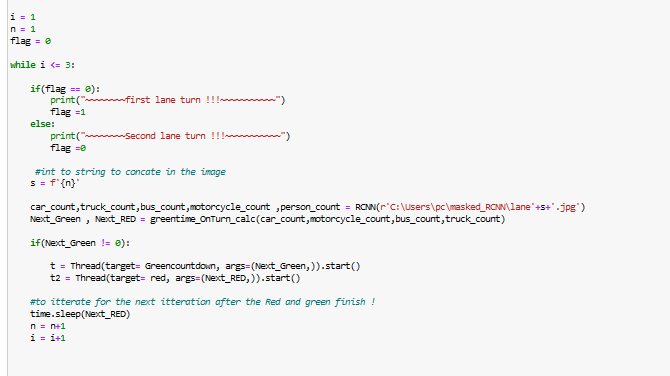 i = 1
n = 1
flag = 0
while i <= 3:
if(flag == 0):
print("~~~~~~~~first lane turn !!!~~~~~~~~~~~")
flag =1
else:
print("~~~~~~~~Second lane turn !!!~~~~~~~~~~~")
flag =0
#int to string to concate in the image
s = f'{n}'
car_count,truck_count,bus_count,motorcycle_count ,person_count = RCNN(r'C:\Users\pc\masked_RCNN\lane'+s+'.jpg')
Next_Green , Next_RED = greentime_OnTurn_calc(car_count,motorcycle_count,bus_count,truck_count)
if(Next_Green != 0):
t = Thread(target= Greencountdown, args=(Next_Green,)).start()
t2 = Thread(target= red, args=(Next_RED,)).start()
#to itterate for the next itteration after the Red and green finish !
time.sleep(Next_RED)
n = n+1
i = i+1